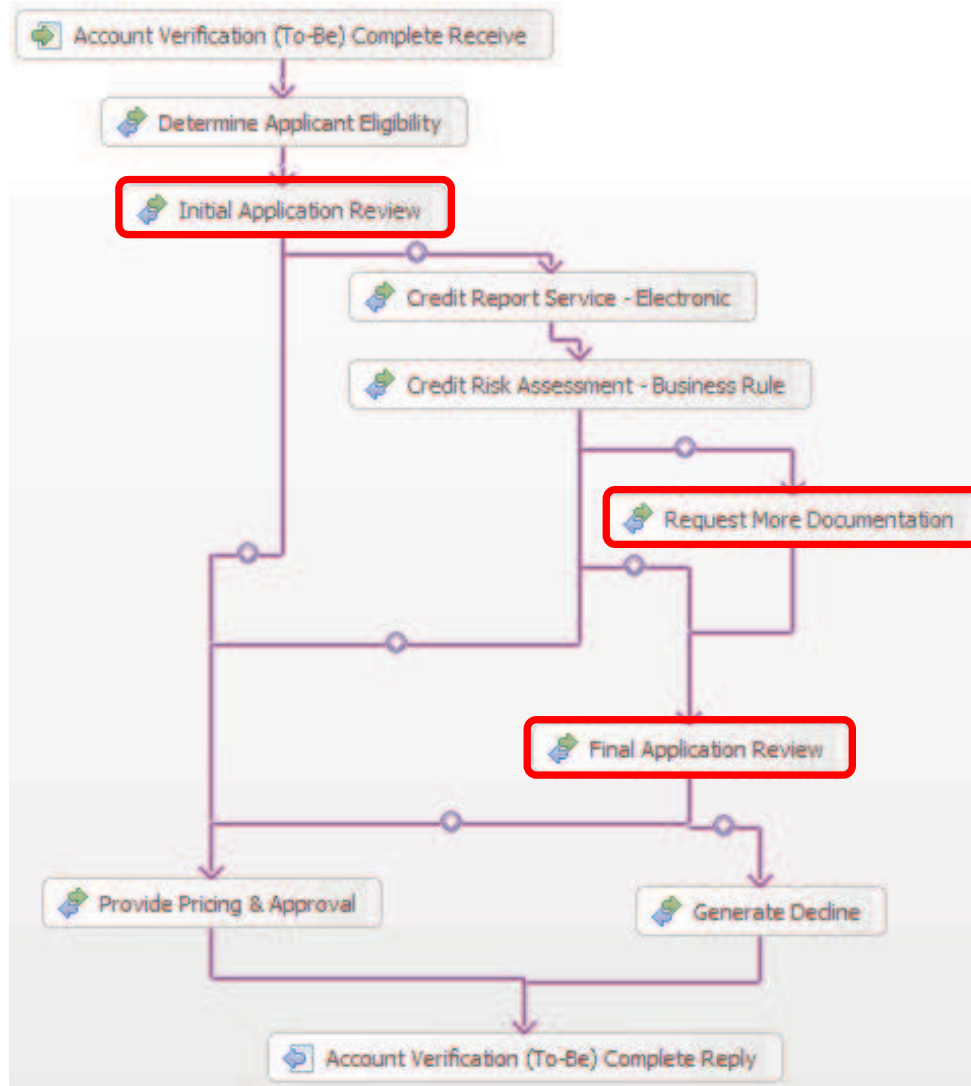 Account Verification (To-Be) Complete Receive
Determine Applicant Eligibility
Initial Application Review
Credit Report Service - Electronic
Credit Risk Assessment - Business Rule
Request More Documentation
Final Application Review
Provide Pricing & Approval
Generate Decline
Account Verification (To-Be) Complete Reply